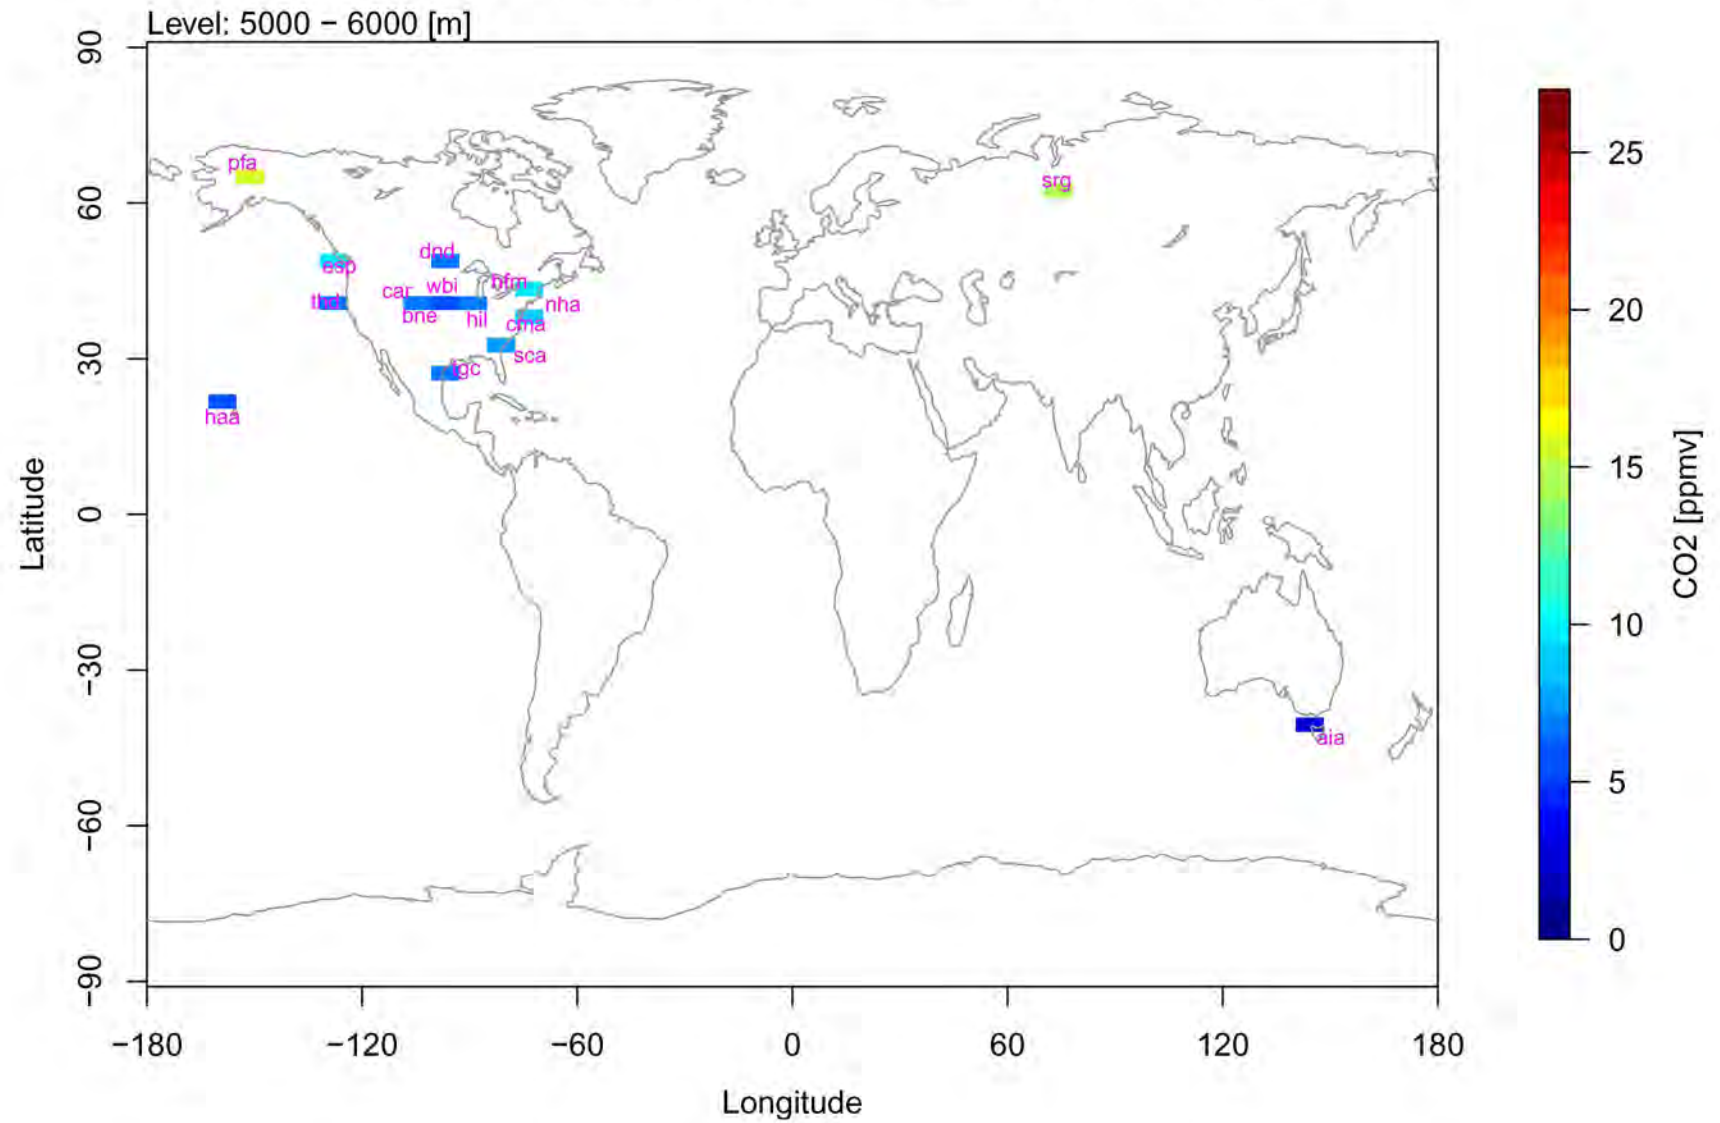 Level: 5000 − 6000 [m]
90
60
30
0
−30
−60
−90
Latitude
−180
−120
−60
0
60
120
180
Longitude
pfa
srg
esp
dnd
car
wbi
bne
hil
nha
cma
sca
tgc
haa
aia
25
20
15
10
5
0
CO2 [ppmv]